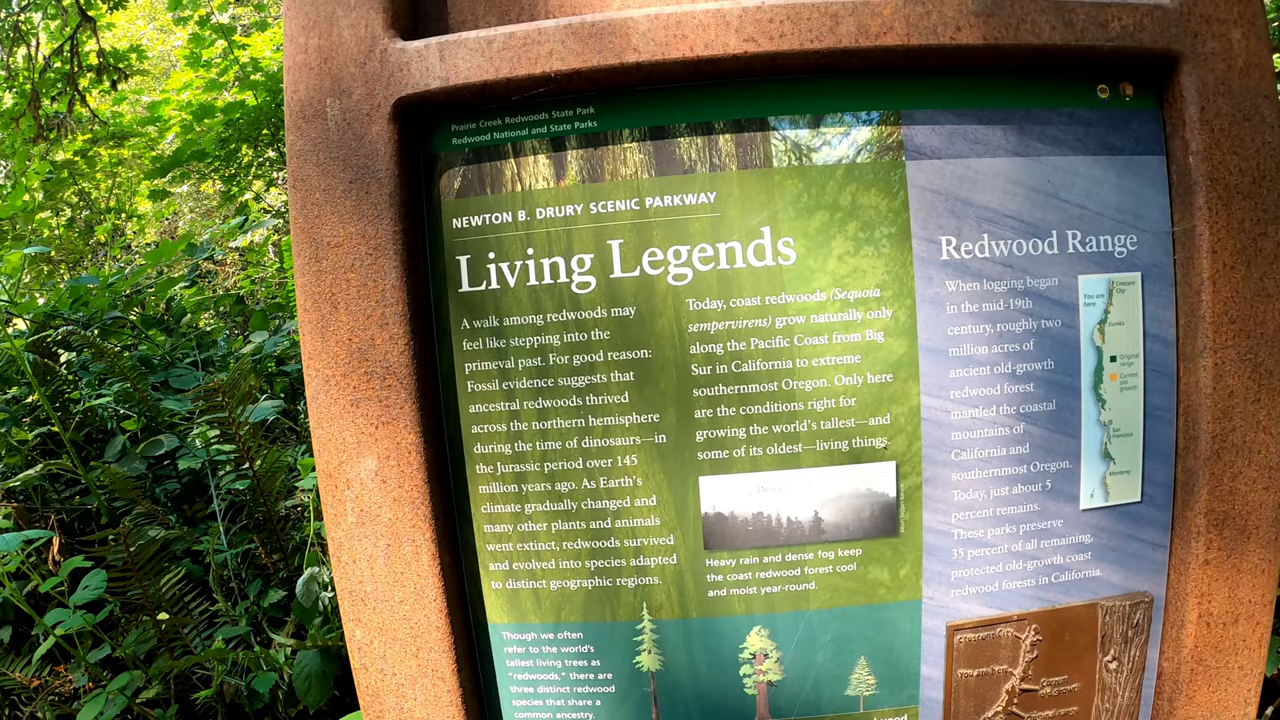 Prairie Creek Redwoods State Park
Redwood National and State Parks
NEWTON B. DRURY SCENIC PARKWAY
Living Legends
A walk among redwoods may
feel like stepping into the
primeval past. For good reason:
Fossil evidence suggests that
ancestral redwoods thrived
across the northern hemisphere
during the time of dinosaurs—in
the Jurassic period over 145
million years ago. As Earth's
climate gradually changed and
many other plants and animals
went extinct, redwoods survived
and evolved into species adapted
to distinct geographic regions.
Today, coast redwoods (Sequoia
sempervirens) grow naturally only
along the Pacific Coast from Big
Sur in California to extreme
southernmost Oregon. Only here
are the conditions right for
growing the world's tallest—and
some of its oldest—living things.
Heavy rain and dense fog keep
the coast redwood forest cool
and moist year-round.
Though we often
refer to the world's
tallest living trees as
"redwoods," there are
three distinct redwood
species that share a
common ancestry.
Redwood Range
When logging began
in the mid-19th
century, roughly two
million acres of
ancient old-growth
redwood forest
mantled the coastal
mountains of
California and
southernmost Oregon.
Today, just about 5
percent remains.
These parks preserve
35 percent of all remaining,
protected old-growth coast
redwood forests in California.
You are
here
Crescent
City
Eureka
Original
range
Current
old
growth
San
Francisco
Monterey
Crescent City
You are here
Current
old Growth